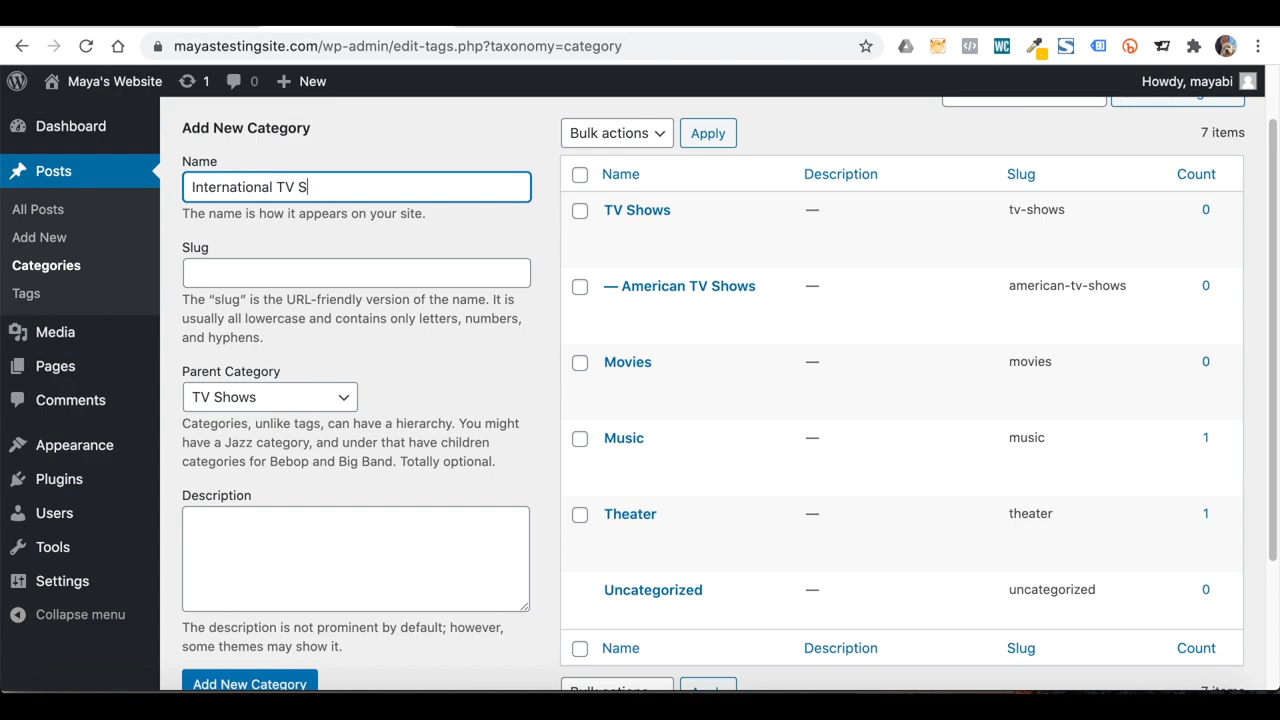 mayastestingsite.com/wp-admin/edit-tags.php?taxonomy=category
Maya's Website 1 0 New
Howdy, mayabi
Dashboard
Posts
All Posts
Add New
Categories
Tags
Media
Pages
Comments
Appearance
Plugins
Users
Tools
Settings
Collapse menu
Add New Category
Name
International TV S
The name is how it appears on your site.
Slug
The “slug” is the URL-friendly version of the name. It is
usually all lowercase and contains only letters, numbers,
and hyphens.
Parent Category
TV Shows
Categories, unlike tags, can have a hierarchy. You might
have a Jazz category, and under that have children
categories for Bebop and Big Band. Totally optional.
Description
The description is not prominent by default; however,
some themes may show it.
Add New Category
Bulk actions Apply 7 items
Name Description Slug Count
TV Shows — tv-shows 0
— American TV Shows — american-tv-shows 0
Movies — movies 0
Music — music 1
Theater — theater 1
Uncategorized — uncategorized 0
Name Description Slug Count
Bulk actions Apply 7 items